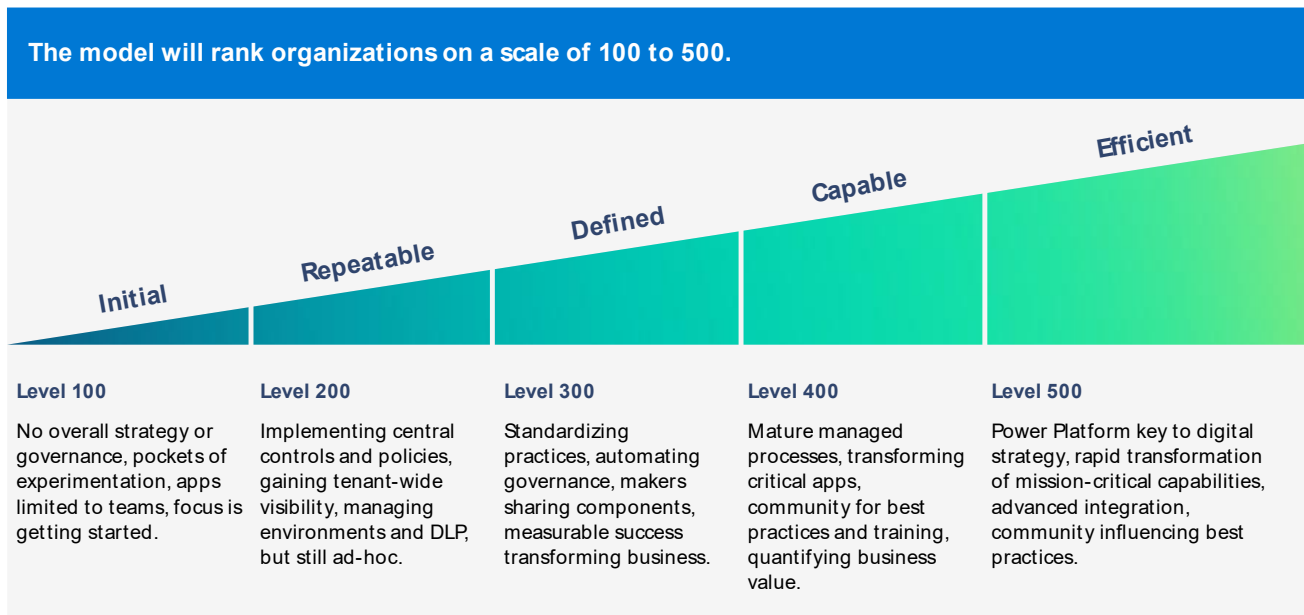 The model will rank organizations on a scale of 100 to 500.
Initial
Repeatable
Defined
Capable
Efficient
Level 100
No overall strategy or
governance, pockets of
experimentation, apps
limited to teams, focus is
getting started.
Level 200
Implementing central
controls and policies,
gaining tenant-wide
visibility, managing
environments and DLP,
but still ad-hoc.
Level 300
Standardizing
practices, automating
governance, makers
sharing components,
measurable success
transforming business.
Level 400
Mature managed
processes, transforming
critical apps,
community for best
practices and training,
quantifying business
value.
Level 500
Power Platform key to digital
strategy, rapid transformation
of mission-critical capabilities,
advanced integration,
community influencing best
practices.